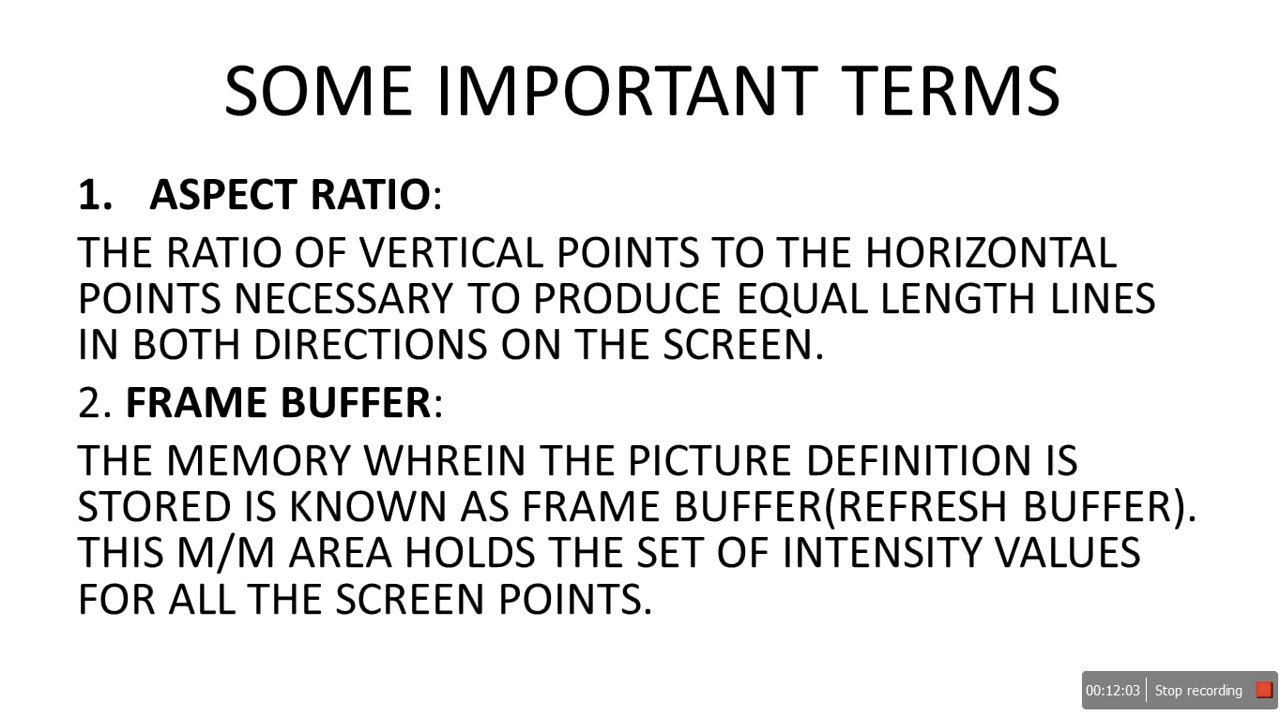 SOME IMPORTANT TERMS
1. ASPECT RATIO:
THE RATIO OF VERTICAL POINTS TO THE HORIZONTAL
POINTS NECESSARY TO PRODUCE EQUAL LENGTH LINES
IN BOTH DIRECTIONS ON THE SCREEN.
2. FRAME BUFFER:
THE MEMORY WHREIN THE PICTURE DEFINITION IS
STORED IS KNOWN AS FRAME BUFFER(REFRESH BUFFER).
THIS M/M AREA HOLDS THE SET OF INTENSITY VALUES
FOR ALL THE SCREEN POINTS.
00:12:03 Stop recording